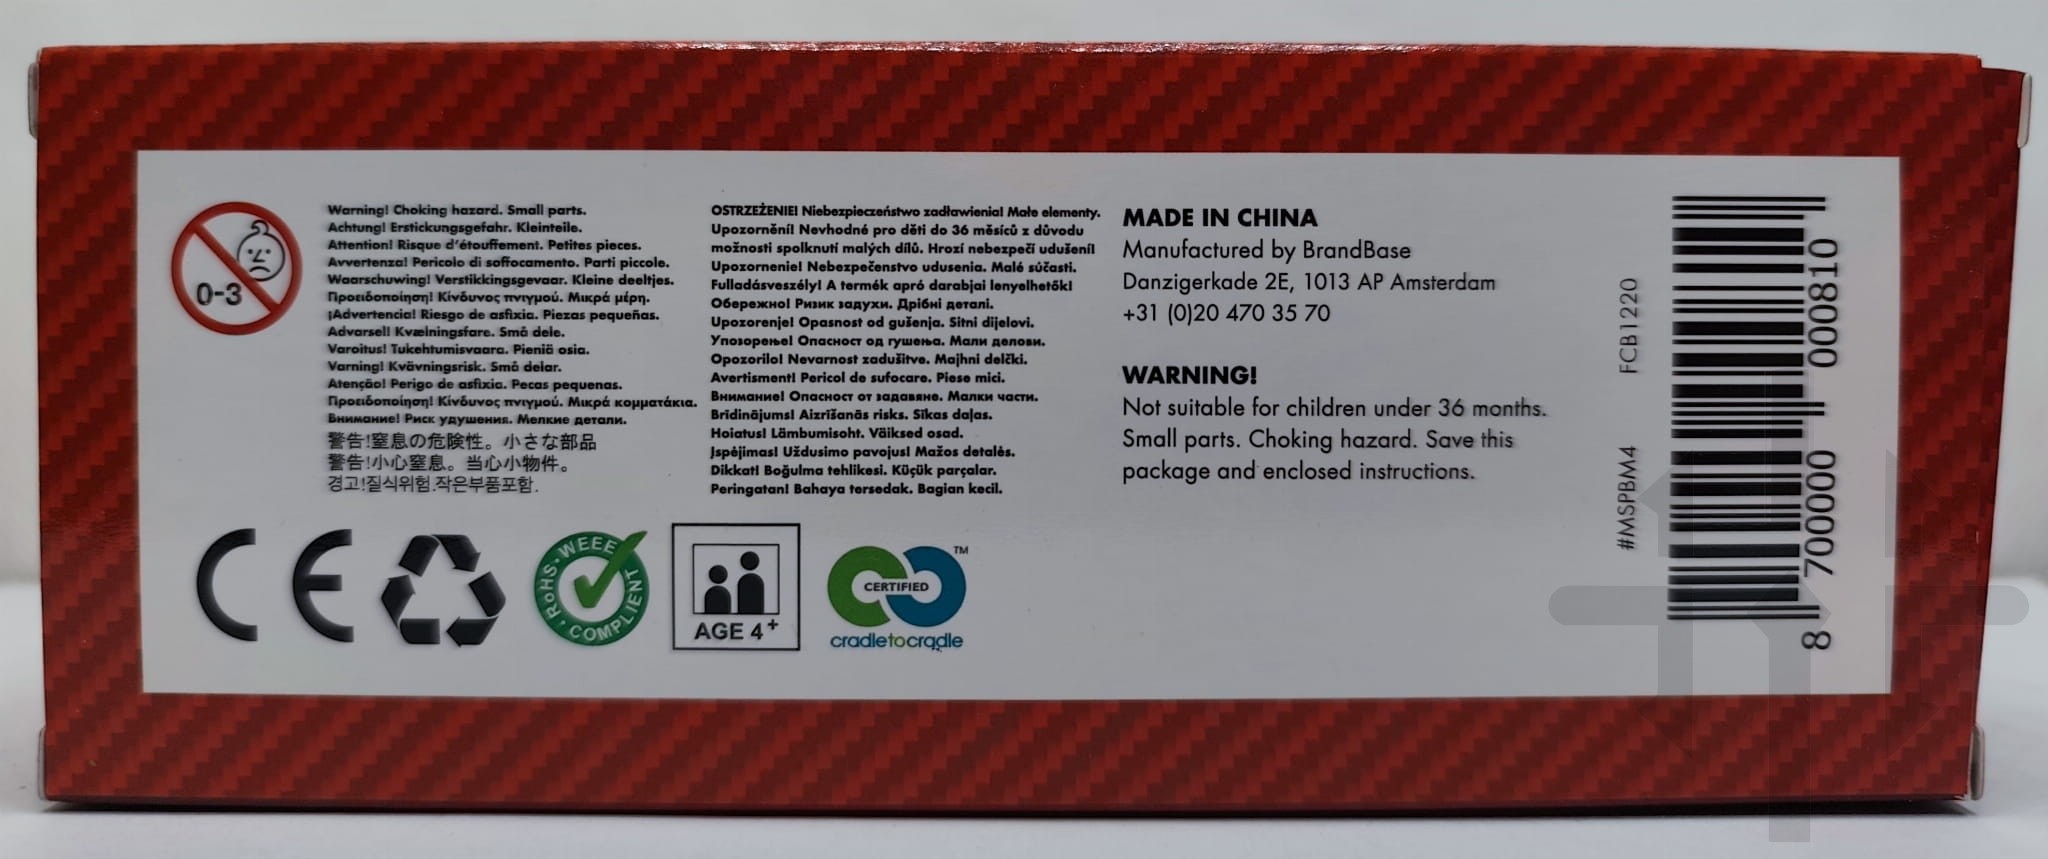 0-3
Warning! Choking hazard. Small parts.
Achtung! Erstickungsgefahr. Kleinteile.
Attention! Risque d'étouffement. Petites pieces.
Avvertenza! Pericolo di soffocamento. Parti piccole.
Waarschuwing! Verstikkingsgevaar. Kleine deeltjes.
Προειδοποίηση! Κίνδυνος πνιγμού. Μικρά μέρη.
¡Advertencia! Riesgo de asfixia. Piezas pequeñas.
Advarsel! Kvælningsfare. Små dele.
Varoitus! Tukehtumisvaara. Pieniä osia.
Varning! Kvävningsrisk. Små delar.
Atenção! Perigo de asfixia. Pecas pequenas.
Προειδοποίηση! Κίνδυνος πνιγμού. Μικρά κομματάκια.
Внимание! Риск удушения. Мелкие детали.
警告!窒息の危険性。小さな部品
警告!小心窒息。当心小物件。
경고!질식위험.작은부품포함.
OSTRZEŻENIE! Niebezpieczeństwo zadławienia! Małe elementy.
Upozornění! Nevhodné pro děti do 36 měsíců z důvodu
možnosti spolknutí malých dílů. Hrozí nebezpečí udušení!
Upozornenie! Nebezpečenstvo udusenia. Malé súčasti.
Fulladásveszély! A termék apró darabjai lenyelhetők!
Обережно! Ризик задухи. Дрібні деталі.
Upozorenje! Opasnost od gušenja. Sitni dijelovi.
Упозорење! Опасност од гушења. Мали делови.
Opozorilo! Nevarnost zadušitve. Majhni delčki.
Avertisment! Pericol de sufocare. Piese mici.
Внимание! Опасност от задавяне. Малки части.
Brīdinājums! Aizrīšanās risks. Sīkas daļas.
Hoiatus! Lämbumisoht. Väiksed osad.
Įspėjimas! Uždusimo pavojus! Mažos detalės.
Dikkat! Boğulma tehlikesi. Küçük parçalar.
Peringatan! Bahaya tersedak. Bagian kecil.
MADE IN CHINA
Manufactured by BrandBase
Danzigerkade 2E, 1013 AP Amsterdam
+31 (0)20 470 35 70
WARNING!
Not suitable for children under 36 months.
Small parts. Choking hazard. Save this
package and enclosed instructions.
CE
RoHS · WEEE · COMPLIENT
AGE 4+
CERTIFIED
TM
cradletocradle
#MSPBM4 FCB1220
8 700000 000810